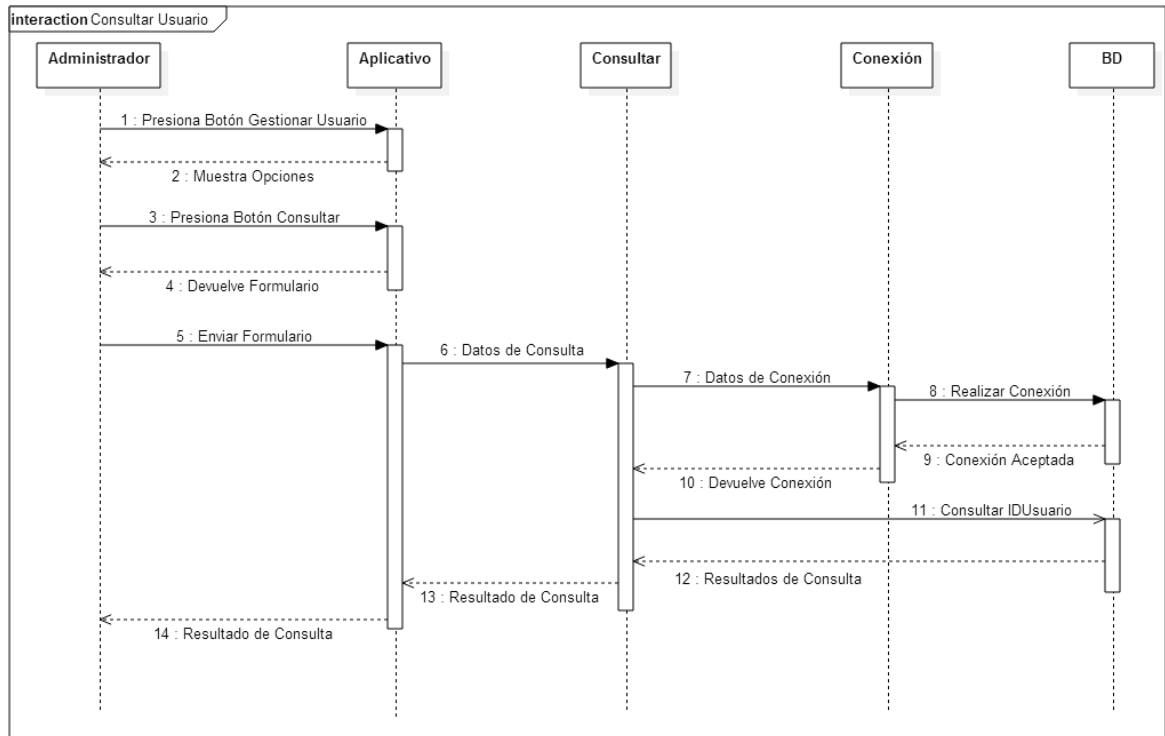 interaction Consultar Usuario
Administrador
Aplicativo
Consultar
Conexión
BD
1 : Presiona Botón Gestionar Usuario
2 : Muestra Opciones
3 : Presiona Botón Consultar
4 : Devuelve Formulario
5 : Enviar Formulario
6 : Datos de Consulta
7 : Datos de Conexión
8 : Realizar Conexión
9 : Conexión Aceptada
10 : Devuelve Conexión
11 : Consultar IDUsuario
12 : Resultados de Consulta
13 : Resultado de Consulta
14 : Resultado de Consulta